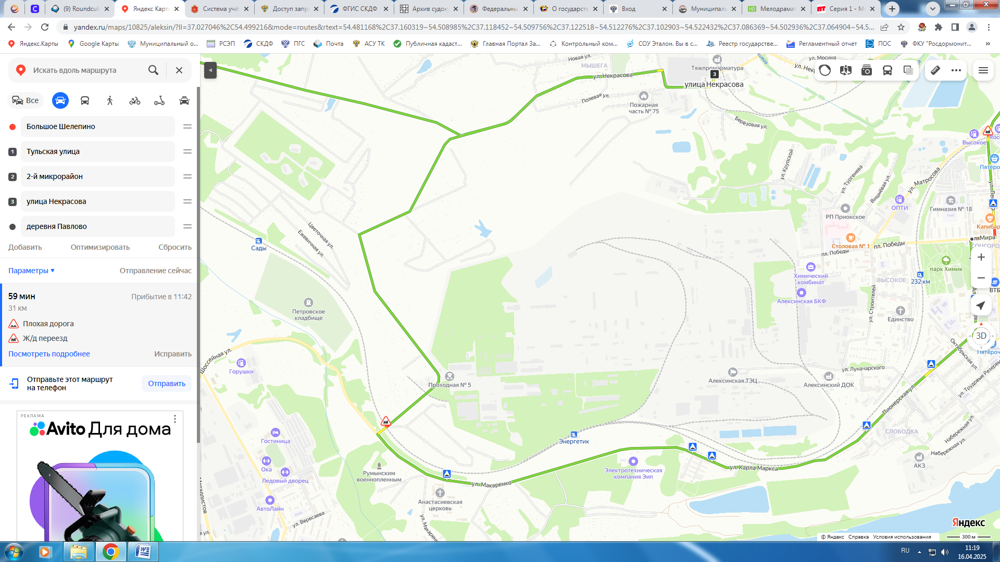 (9) Roundcub
Яндекс Карты
Система учё
Доступ запр
ФГИС СКДФ
Архив судо
Федеральны
О государст
Вход
Муниципаль
Мелодрама
Серия 1 - М
yandex.ru/maps/10825/aleksin/?ll=37.027046%2C54.499216&mode=routes&rtext=54.481168%2C37.160319~54.508985%2C37.118452~54.509756%2C37.122518~54.512276%2C37.102903~54.522432%2C37.086369~54.502936%2C37.064904~54.5...
Яндекс.Карты
Google Карты
Муниципальный о...
РСЭП
СКДФ
ПГС
Почта
АСУ ТК
Публичная кадаст...
Главная Портал За...
Контрольный ком...
СОУ Эталон. Вы в с...
Реестр государстве...
Регламентный отчет
ПОС
ФКУ "Росдормонит...
»
Искать вдоль маршрута
Все
Большое Шелепино
1 Тульская улица
2 2-й микрорайон
3 улица Некрасова
деревня Павлово
Добавить
Оптимизировать
Сбросить
Параметры
Отправление сейчас
59 мин
Прибытие в 11:42
31 км
Плохая дорога
Ж/д переезд
Посмотреть подробнее
Исправить
Отправьте этот маршрут
на телефон
Отправить
РЕКЛАМА
Avito Для дома
Новая ул.
МЫШЕГА
ул. Некрасова
Полевая ул.
Тяжпромарматура
3
улица Некрасова
Пожарная
часть № 75
Берёзовая ул.
ул. Мосина
ул. Нек
Высокое
Rock
Пятёро
ул. Крупской
ул. Тургенева
Вишнёвая ул.
ул. Матросова
ул. Лен
ОПТИ
Гимназия № 18
РП Приокское
Капибар
Столовая № 1
пл. Победы
пл. Победы
пл. Мира
СОЦГОРО
парк Химик
Химический
комбинат
ВЫСОКОЕ
232 км
ВТБ
Алексинская БКФ
ул. Строителей
Единство
3D
Октябрьская ул.
Пятёроч
Цветочная ул.
Ежевичная ул.
Сады
Петровское
кладбище
Шоссейная ул.
Горушки
Проходная № 5
Алексинская ТЭЦ
Алексинский ДОК
ул. Луначарского
ул. Трудовые Резервы
Пионерская ул.
СЛОБОДКА
Набережная ул.
Набережная ул.
АКЗ
Энергетик
ул. Карла Маркса
Электротехническая
компания Эип
Гостиница
Ока
Ледовый дворец
Румынским
военнопленным
ул. Макаренко
Анастасиевская
церковь
АвтоЛайн
ул. Вересаева
ул. Макаренко
Металлистов
Яндекс
© Яндекс Справка Условия использования
300 м
RU
11:19
16.04.2025